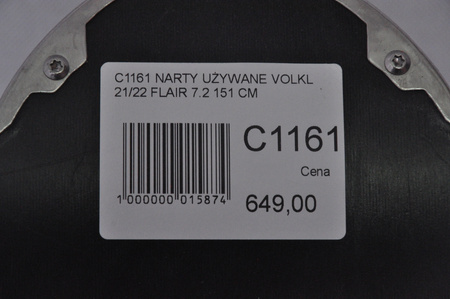 C1161 NARTY UŻYWANE VOLKL
21/22 FLAIR 7.2 151 CM
C1161
Cena
1 000000 015874
649,00